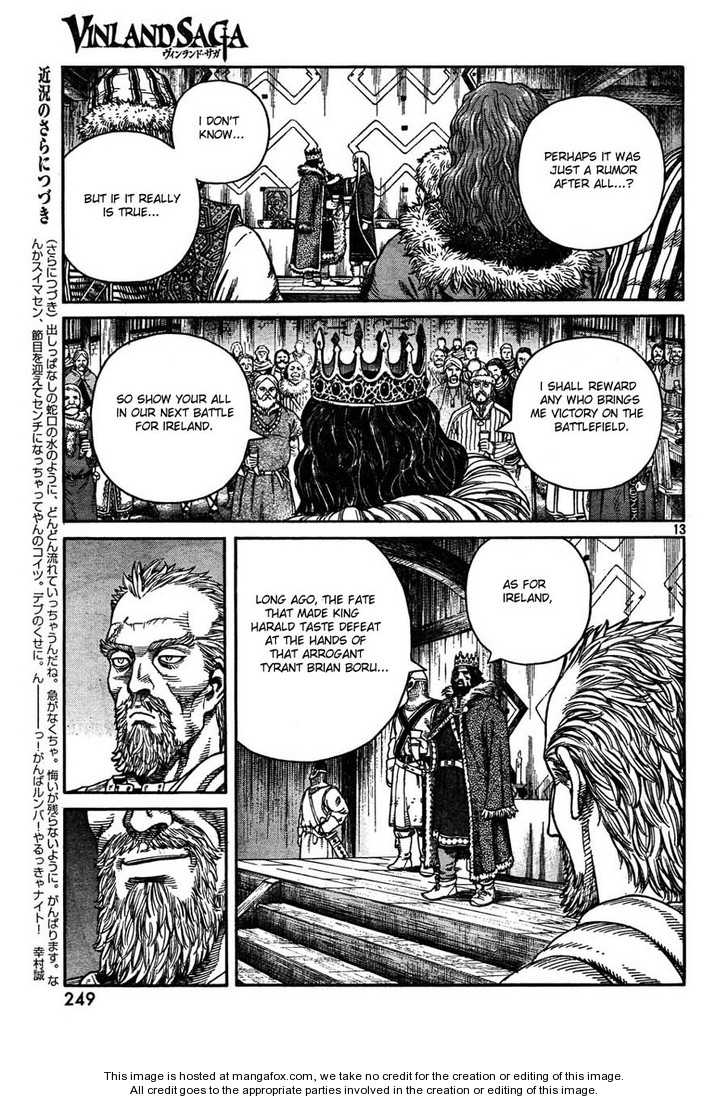 VINLAND SAGA
ヴィンランド・サガ
近況のさらにつづき
(さらにつづき)出しっぱなしの蛇口の水のように、どんどん流れていっちゃうんだね。急がなくちゃ。悔いが残らないように。がんばります。な
んかスイマセン、節目を迎えてセンチになっちゃってやんのコイツ。デブのくせに。ん――――っ!がんばルンバ!やるっきゃナイト! 幸村誠
PERHAPS IT WAS
JUST A RUMOR
AFTER ALL...?
I DON'T
KNOW...
BUT IF IT REALLY
IS TRUE...
I SHALL REWARD
ANY WHO BRINGS
ME VICTORY ON THE
BATTLEFIELD.
SO SHOW YOUR ALL
IN OUR NEXT BATTLE
FOR IRELAND.
13
AS FOR
IRELAND,
LONG AGO, THE FATE
THAT MADE KING
HARALD TASTE DEFEAT
AT THE HANDS OF
THAT ARROGANT
TYRANT BRIAN BORU...
249
This image is hosted at mangafox.com, we take no credit for the creation or editing of this image.
All credit goes to the appropriate parties involved in the creation or editing of this image.